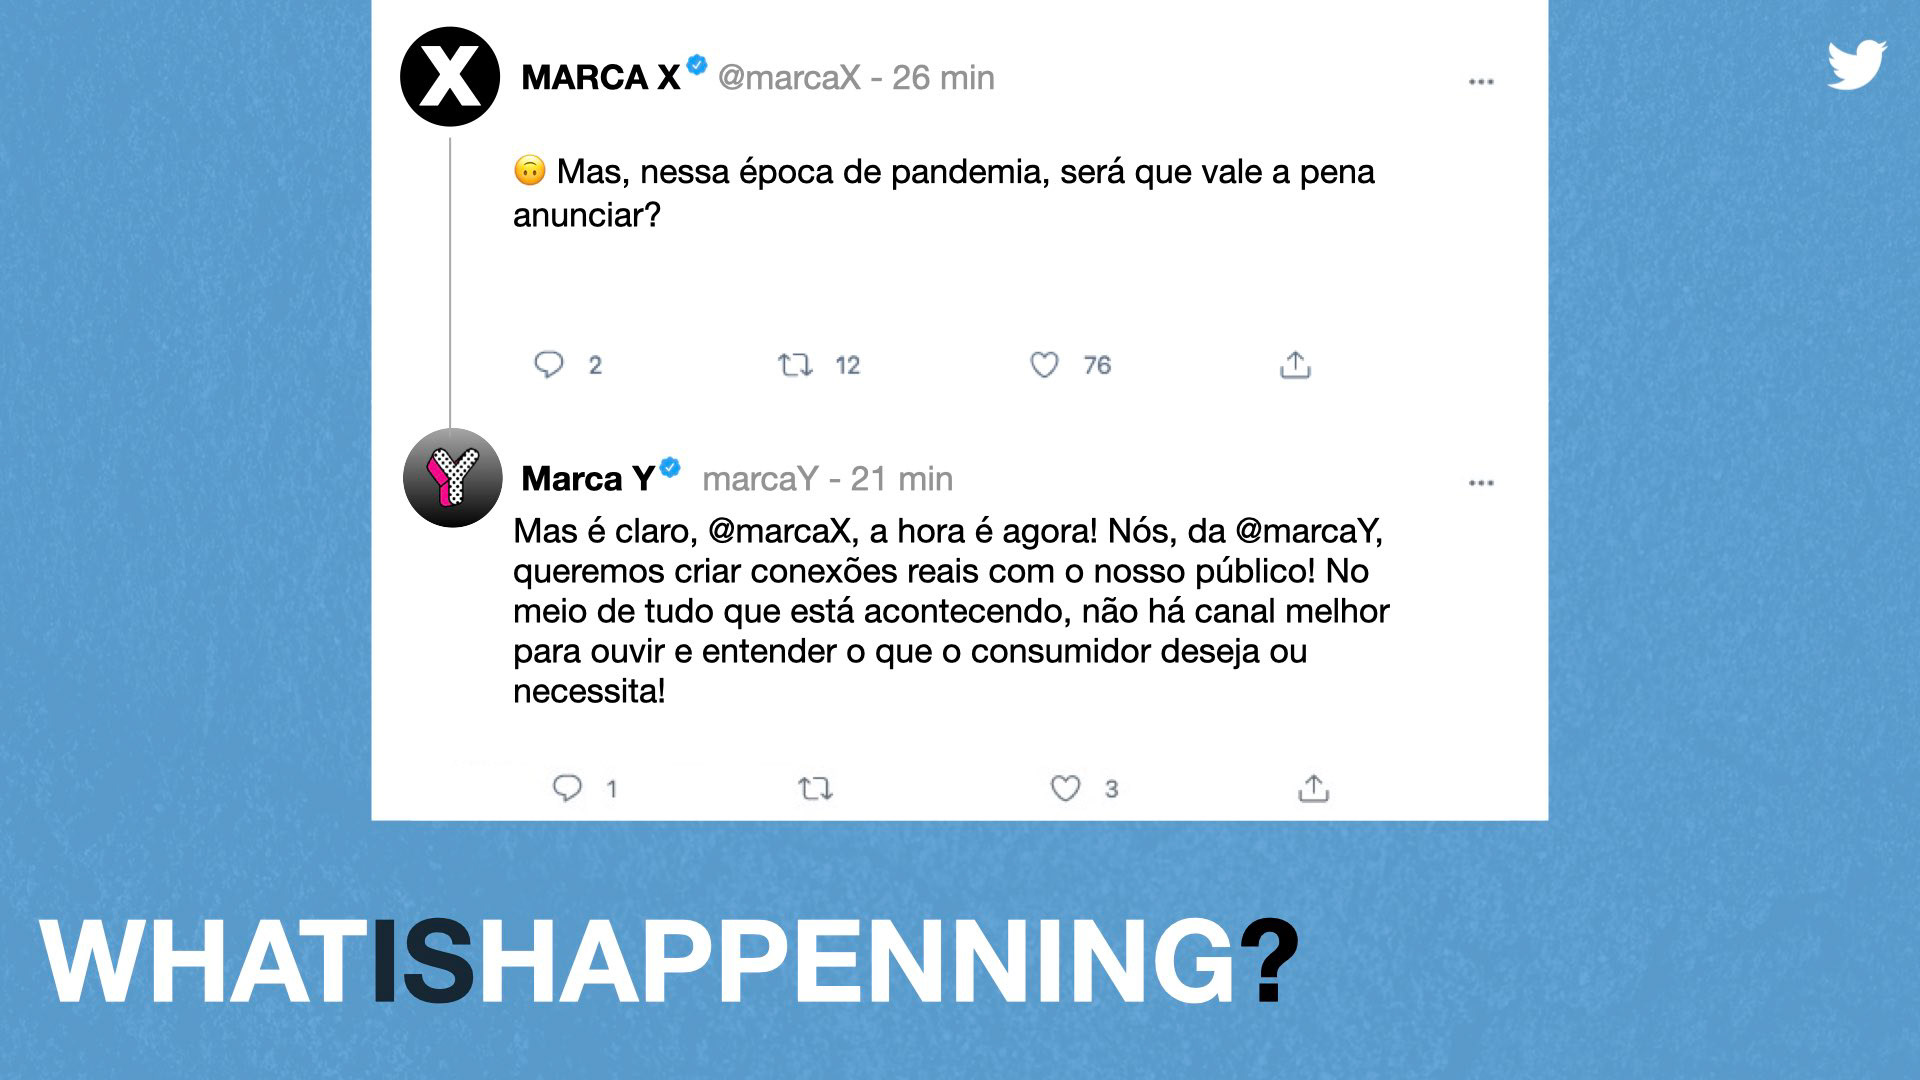 X
MARCA X @marcaX - 26 min
🙃 Mas, nessa época de pandemia, será que vale a pena
anunciar?
2 12 76
Y
Marca Y marcaY - 21 min
Mas é claro, @marcaX, a hora é agora! Nós, da @marcaY,
queremos criar conexões reais com o nosso público! No
meio de tudo que está acontecendo, não há canal melhor
para ouvir e entender o que o consumidor deseja ou
necessita!
1 3
WHATISHAPPENNING?